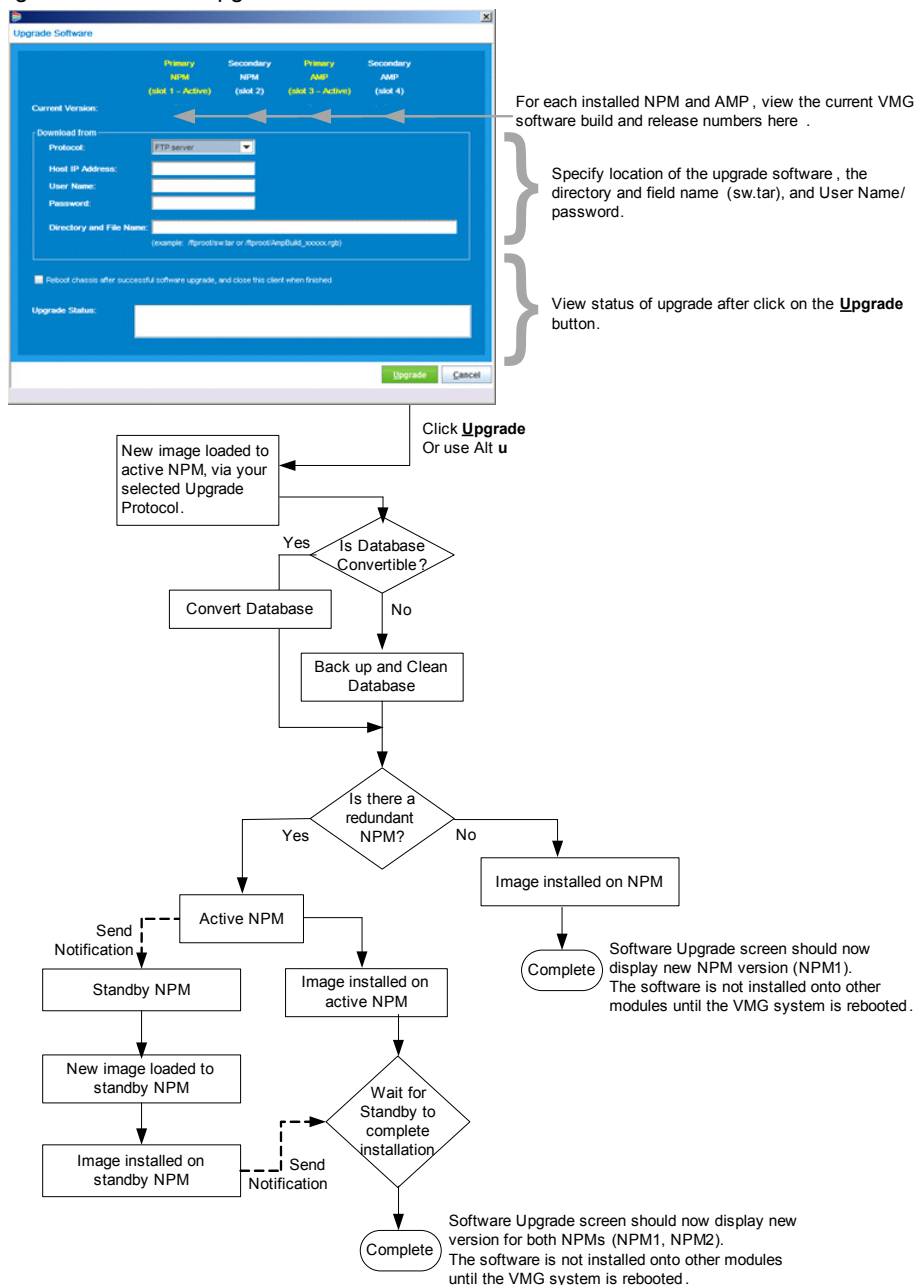 Upgrade Software
Primary Secondary Primary Secondary
NPM NPM AMP AMP
(slot 1 – Active) (slot 2) (slot 3 – Active) (slot 4)
Current Version:
For each installed NPM and AMP , view the current VMG
software build and release numbers here .
Download from
Protocol: FTP server
Host IP Address:
User Name:
Password:
Directory and File Name:
(example: /ftproot/sw.tar or /ftproot/AmpBuild_xxxxx.rgb)
Specify location of the upgrade software , the
directory and field name (sw.tar), and User Name/
password.
Reboot chassis after successful software upgrade, and close this client when finished
Upgrade Status:
View status of upgrade after click on the Upgrade
button.
Upgrade Cancel
Click Upgrade
Or use Alt u
New image loaded to
active NPM, via your
selected Upgrade
Protocol.
Is Database
Convertible?
Yes
No
Convert Database
Back up and Clean
Database
Is there a
redundant
NPM?
Yes
No
Image installed on NPM
Active NPM
Send
Notification
Complete
Software Upgrade screen should now
display new NPM version (NPM1).
The software is not installed onto other
modules until the VMG system is rebooted.
Standby NPM
Image installed on
active NPM
New image loaded to
standby NPM
Wait for
Standby to
complete
installation
Image installed on
standby NPM
Send
Notification
Complete
Software Upgrade screen should now display new
version for both NPMs (NPM1, NPM2).
The software is not installed onto other modules
until the VMG system is rebooted.